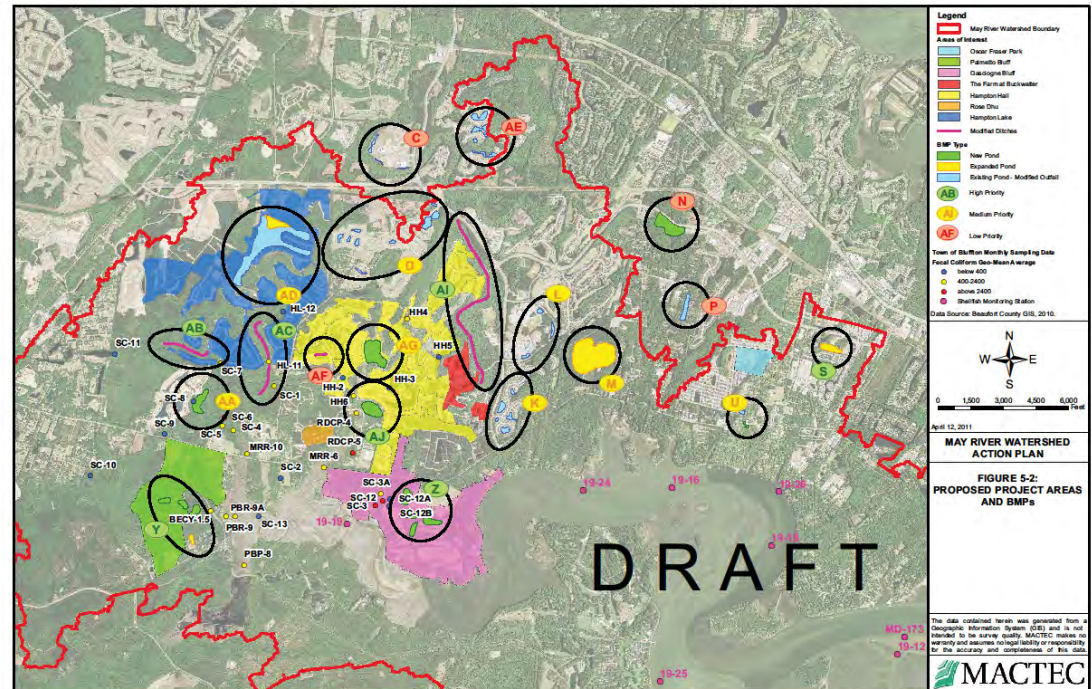 C
AE
N
D
AI
L
P
AD
HL-12
HH4
AB
AC
AG
HH5
SC-11
SC-7
HL-11
AF
HH-3
HH-2
M
S
SC-8
SC-1
AA
HH6
K
U
SC-6
SC-5
SC-4
RDCP-4
AJ
SC-9
MRR-10
RDCP-5
SC-10
SC-2
MRR-6
SC-3A
SC-12
SC-12A
Z
SC-3
SC-12B
19-19
19-24
19-16
Y
BECY-1.5
PBR-9A
PBR-9
SC-13
PBP-8
DRAFT
MD-173
19-12
19-25
Legend
May River Watershed Boundary
Areas of Interest
Oscar Fraser Park
Palmetto Bluff
Gascoigne Bluff
The Farm at Buckwater
Hampton Hall
Rose Dhu
Hampton Lake
Modified Ditches
BMP Type
New Pond
Expanded Pond
Existing Pond - Modified Outfall
AB High Priority
AI Medium Priority
AF Low Priority
Town of Bluffton Monthly Sampling Data
Fecal Coliform Geo-Mean Average
below 400
400-2400
above 2400
Shellfish Monitoring Station
Data Source: Beaufort County GIS, 2010.
N
W E
S
0 1,500 3,000 4,500 6,000
Feet
April 12, 2011
MAY RIVER WATERSHED
ACTION PLAN
FIGURE 5-2:
PROPOSED PROJECT AREAS
AND BMPs
The data contained herein was generated from a
Geographic Information System (GIS) and is not
intended to be survey quality. MACTEC makes no
warranty and assumes no legal liability or responsibility
for the accuracy and completeness of this data.
MACTEC